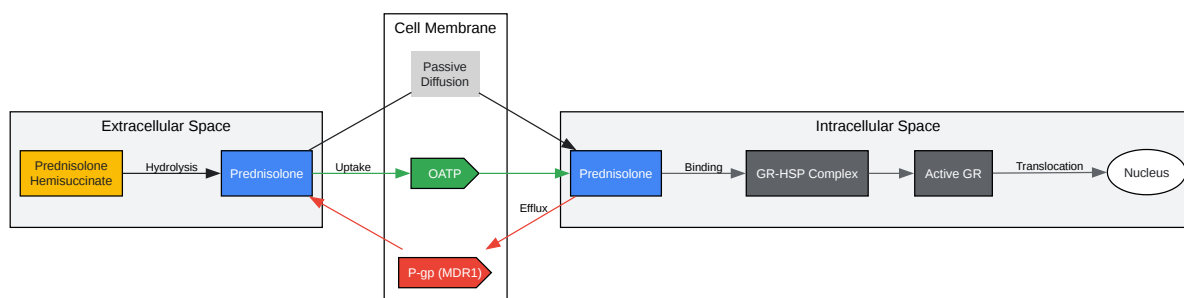 Cell Membrane
Passive
Diffusion
Extracellular Space
Intracellular Space
Prednisolone
Hemisuccinate
Hydrolysis
Prednisolone
Uptake
OATP
Prednisolone
Binding
GR-HSP Complex
Active GR
Translocation
Nucleus
Efflux
P-gp (MDR1)